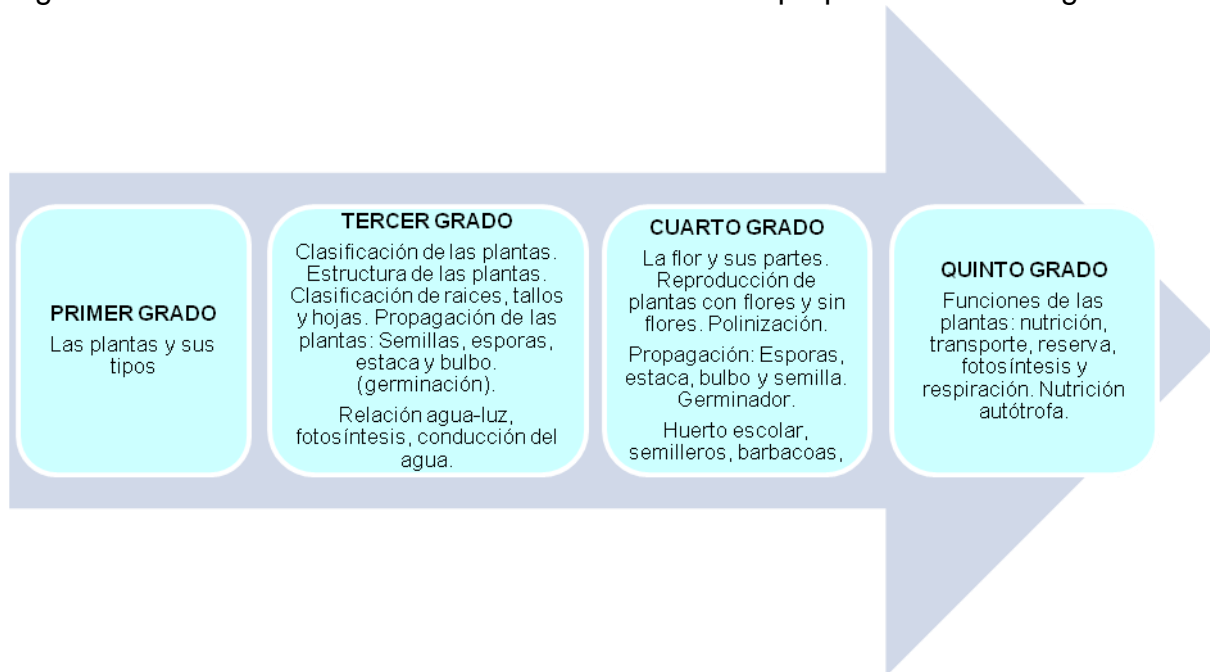 PRIMER GRADO
Las plantas y sus
tipos
TERCER GRADO
Clasificación de las plantas.
Estructura de las plantas.
Clasificación de raices, tallos
y hojas. Propagación de las
plantas: Semillas, esporas,
estaca y bulbo.
(germinación).
Relación agua-luz,
fotosíntesis, conducción del
agua.
CUARTO GRADO
La flor y sus partes.
Reproducción de
plantas con flores y sin
flores. Polinización.
Propagación: Esporas,
estaca, bulbo y semilla.
Germinador.
Huerto escolar,
semilleros, barbacoas,
QUINTO GRADO
Funciones de las
plantas: nutrición,
transporte, reserva,
fotosíntesis y
respiración. Nutrición
autótrofa.